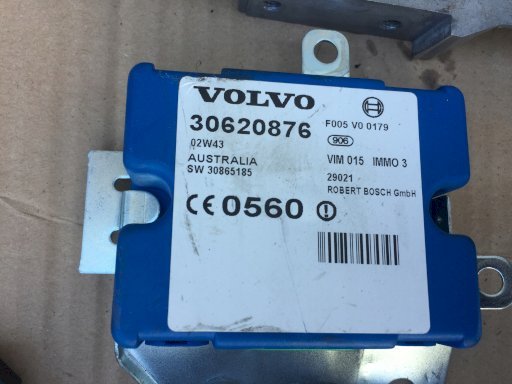 VOLVO
30620876
02W43
AUSTRALIA
SW 30865185
CE 0560 !
F005 V0 0179
906
VIM 015 IMMO 3
29021
ROBERT BOSCH GmbH